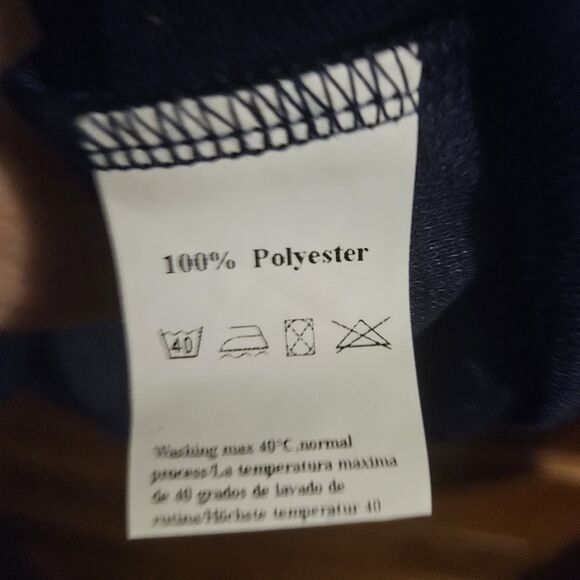 100% Polyester
40
Washing max 40°C,normal
process/La temperatura maxima
de 40 grados de lavado de
rutina/Höchste temperatur 40